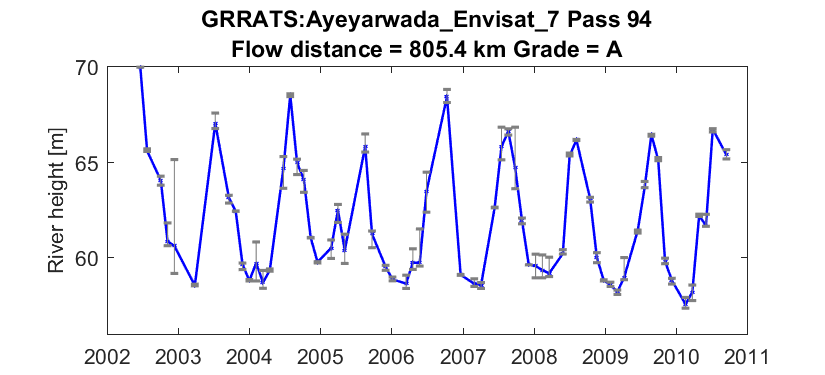 GRRATS:Ayeyarwada_Envisat_7 Pass 94
Flow distance = 805.4 km Grade = A
River height [m]
70
65
60
2002 2003 2004 2005 2006 2007 2008 2009 2010 2011